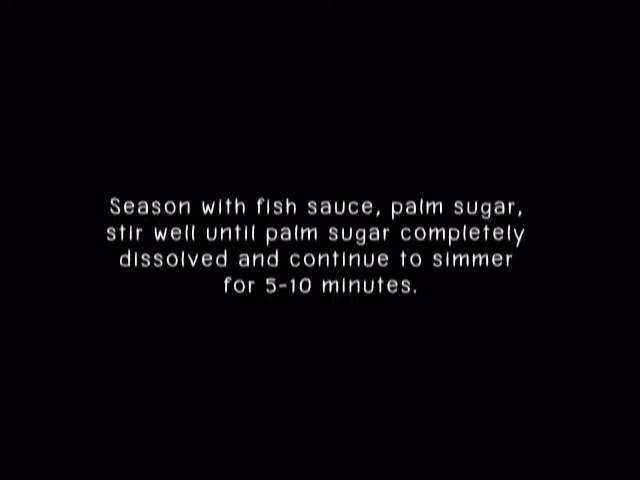 Season with fish sauce, palm sugar,
stir well until palm sugar completely
dissolved and continue to simmer
for 5-10 minutes.